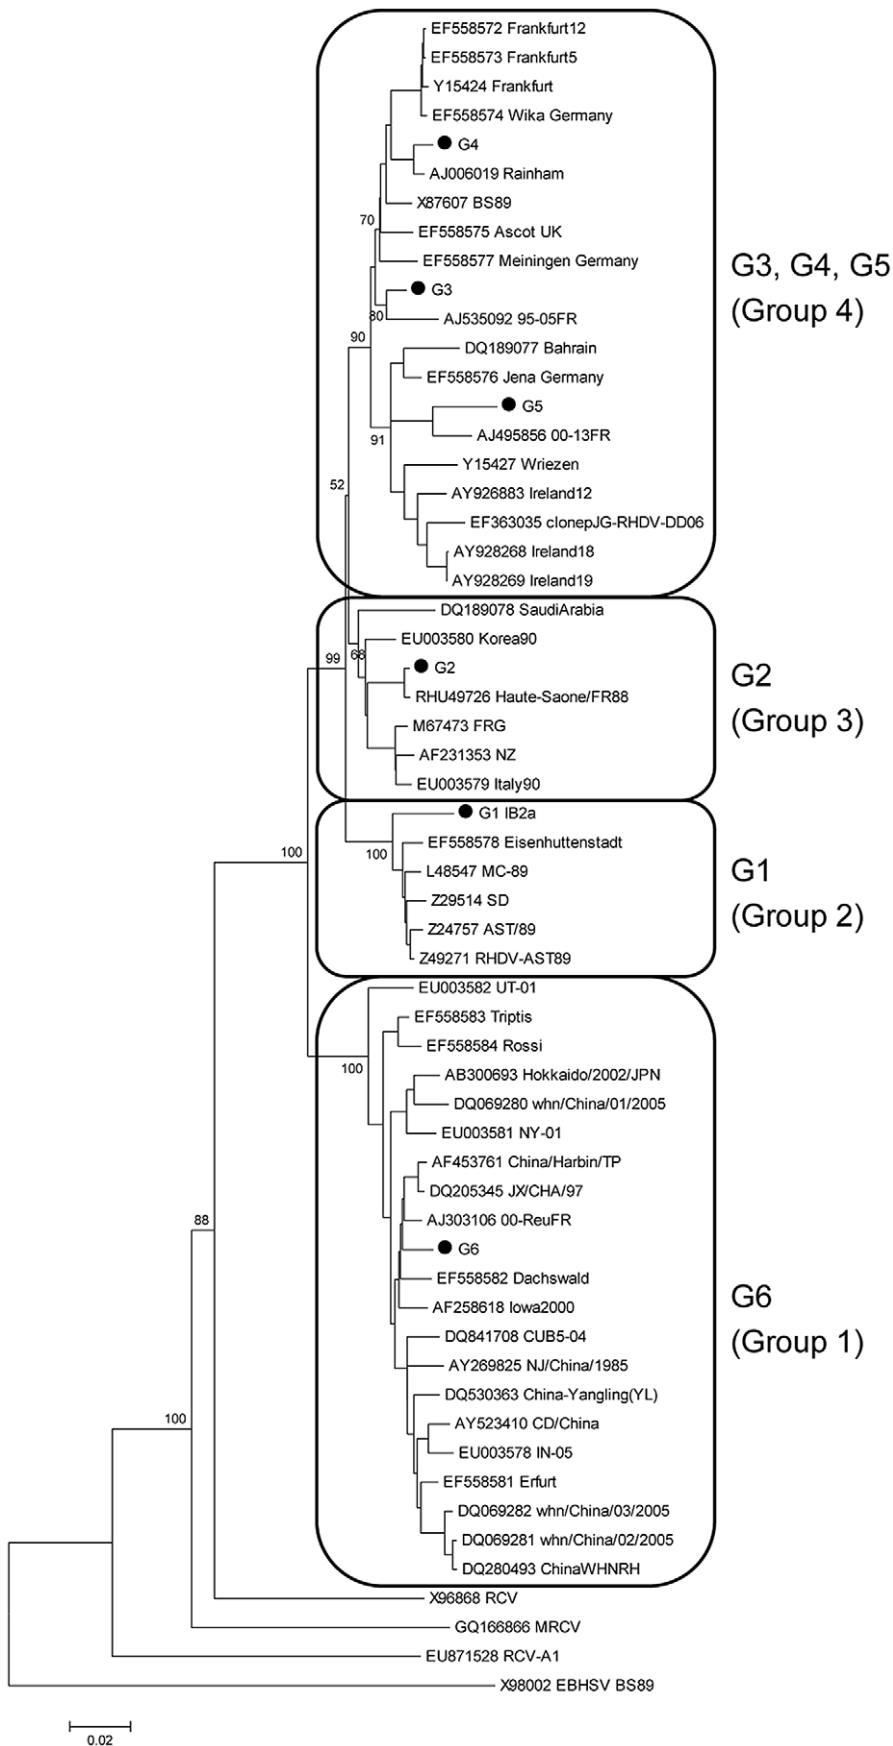 EF558572 Frankfurt12
EF558573 Frankfurt5
Y15424 Frankfurt
EF558574 Wika Germany
G4
AJ006019 Rainham
X87607 BS89
70
EF558575 Ascot UK
EF558577 Meiningen Germany
G3, G4, G5
(Group 4)
G3
80
AJ535092 95-05FR
90
DQ189077 Bahrain
EF558576 Jena Germany
G5
91
AJ495856 00-13FR
Y15427 Wriezen
52
AY926883 Ireland12
EF363035 clonepJG-RHDV-DD06
AY928268 Ireland18
AY928269 Ireland19
DQ189078 SaudiArabia
EU003580 Korea90
99
68
G2
G2
(Group 3)
RHU49726 Haute-Saone/FR88
M67473 FRG
AF231353 NZ
EU003579 Italy90
G1 IB2a
EF558578 Eisenhuttenstadt
100
100
L48547 MC-89
G1
(Group 2)
Z29514 SD
Z24757 AST/89
Z49271 RHDV-AST89
EU003582 UT-01
EF558583 Triptis
EF558584 Rossi
100
AB300693 Hokkaido/2002/JPN
DQ069280 whn/China/01/2005
EU003581 NY-01
AF453761 China/Harbin/TP
DQ205345 JX/CHA/97
88
AJ303106 00-ReuFR
G6
EF558582 Dachswald
G6
(Group 1)
AF258618 Iowa2000
DQ841708 CUB5-04
AY269825 NJ/China/1985
DQ530363 China-Yangling(YL)
100
AY523410 CD/China
EU003578 IN-05
EF558581 Erfurt
DQ069282 whn/China/03/2005
DQ069281 whn/China/02/2005
DQ280493 ChinaWHNRH
X96868 RCV
GQ166866 MRCV
EU871528 RCV-A1
X98002 EBHSV BS89
0.02